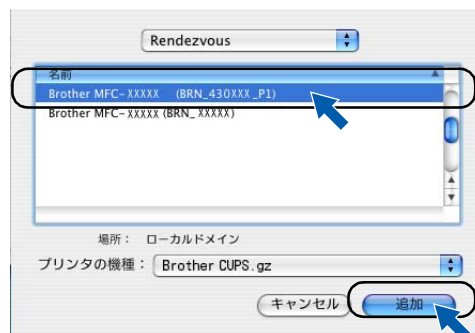 Rendezvous
名前
Brother MFC-XXXXX (BRN_430XXX_P1)
Brother MFC-XXXXX (BRN_XXXXX)
場所： ローカルドメイン
プリンタの機種： Brother CUPS.gz
キャンセル 追加